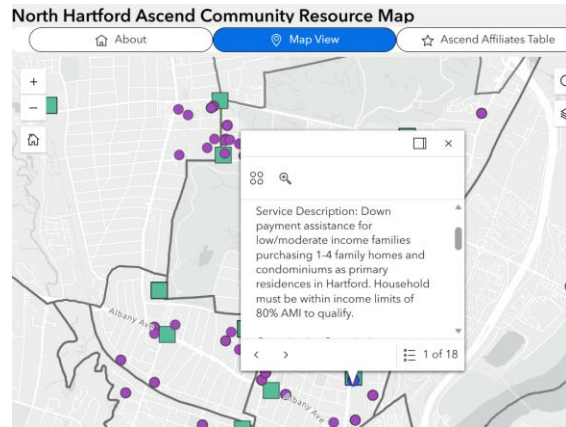 North Hartford Ascend Community Resource Map
About
Map View
Ascend Affiliates Table
Service Description: Down
payment assistance for
low/moderate income families
purchasing 1-4 family homes and
condominiums as primary
residences in Hartford. Household
must be within income limits of
80% AMI to qualify.
1 of 18
Albany Ave
Albany Ave